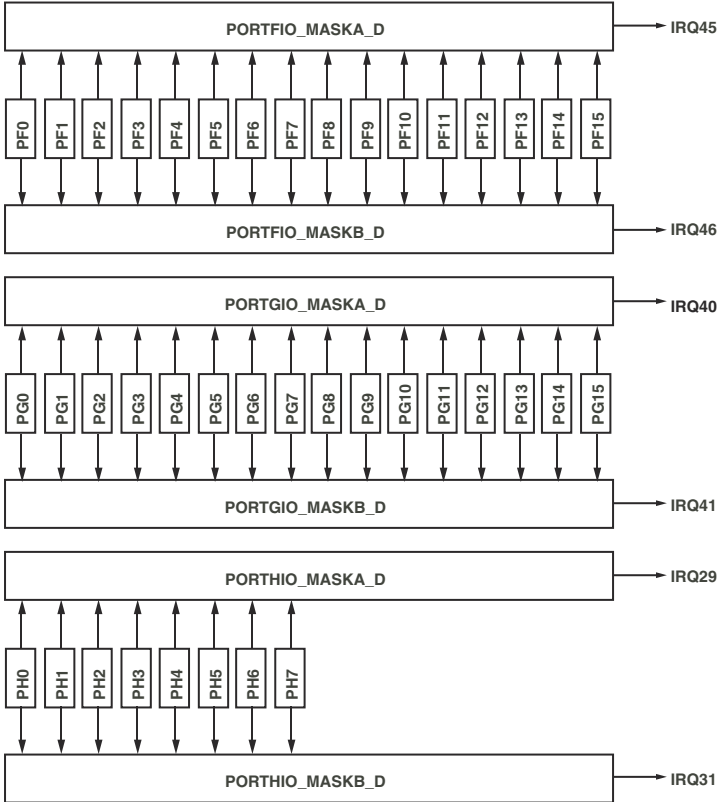 PORTFIO_MASKA_D
IRQ45
PF0
PF1
PF2
PF3
PF4
PF5
PF6
PF7
PF8
PF9
PF10
PF11
PF12
PF13
PF14
PF15
PORTFIO_MASKB_D
IRQ46
PORTGIO_MASKA_D
IRQ40
PG0
PG1
PG2
PG3
PG4
PG5
PG6
PG7
PG8
PG9
PG10
PG11
PG12
PG13
PG14
PG15
PORTGIO_MASKB_D
IRQ41
PORTHIO_MASKA_D
IRQ29
PH0
PH1
PH2
PH3
PH4
PH5
PH6
PH7
PORTHIO_MASKB_D
IRQ31